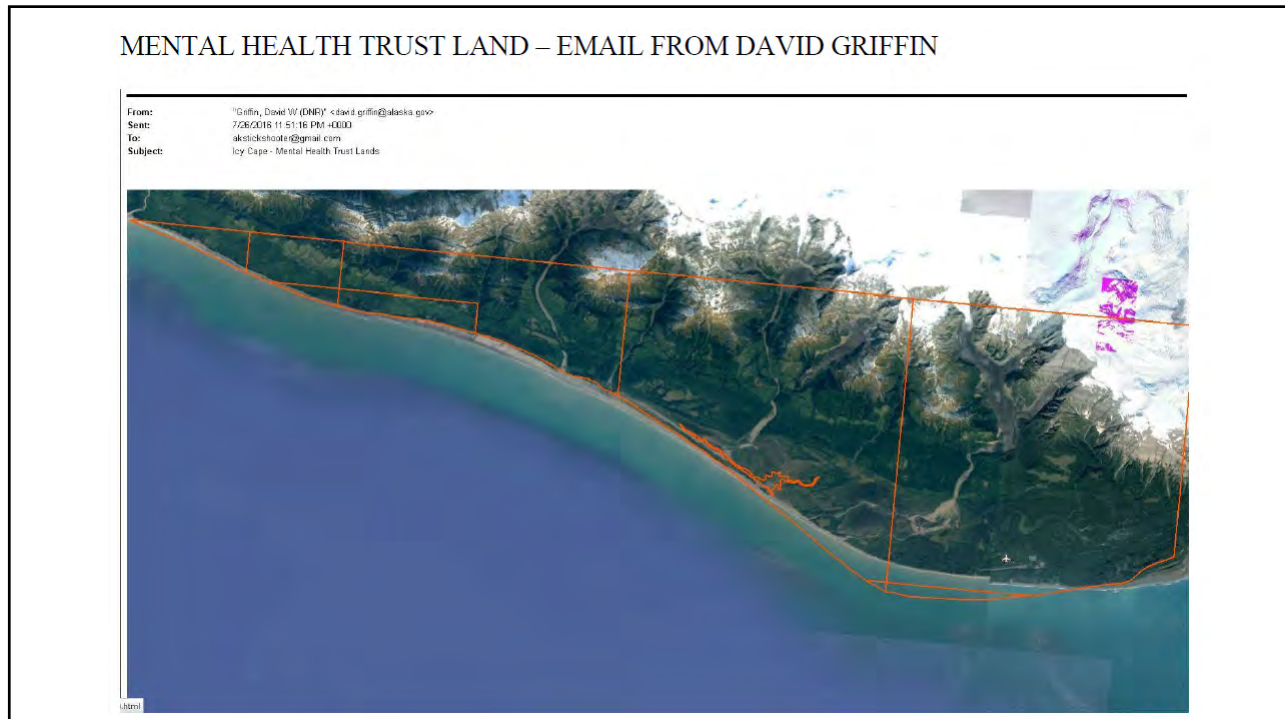 MENTAL HEALTH TRUST LAND – EMAIL FROM DAVID GRIFFIN
From: "Griffin, David W (DNR)" <david.griffin@alaska.gov>
Sent: 7/26/2016 11:51:16 PM +0000
To: akstickshooter@gmail.com
Subject: Icy Cape - Mental Health Trust Lands
.html